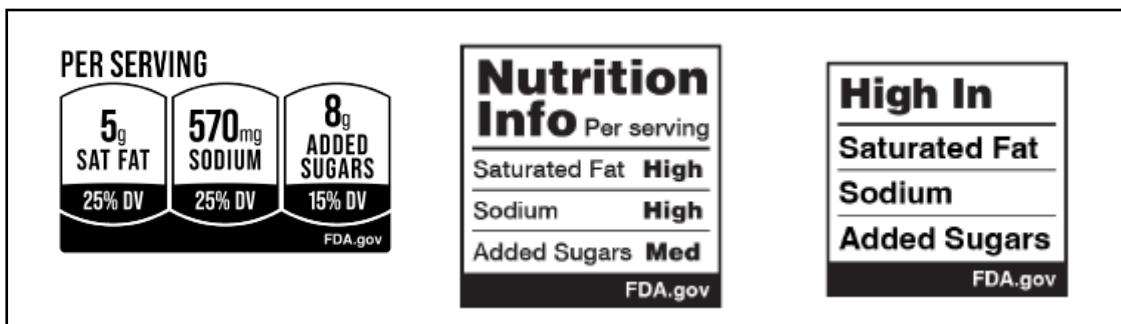 PER SERVING
5g
SAT FAT
25% DV
570mg
SODIUM
25% DV
8g
ADDED
SUGARS
15% DV
FDA.gov
Nutrition
Info Per serving
Saturated Fat High
Sodium High
Added Sugars Med
FDA.gov
High In
Saturated Fat
Sodium
Added Sugars
FDA.gov